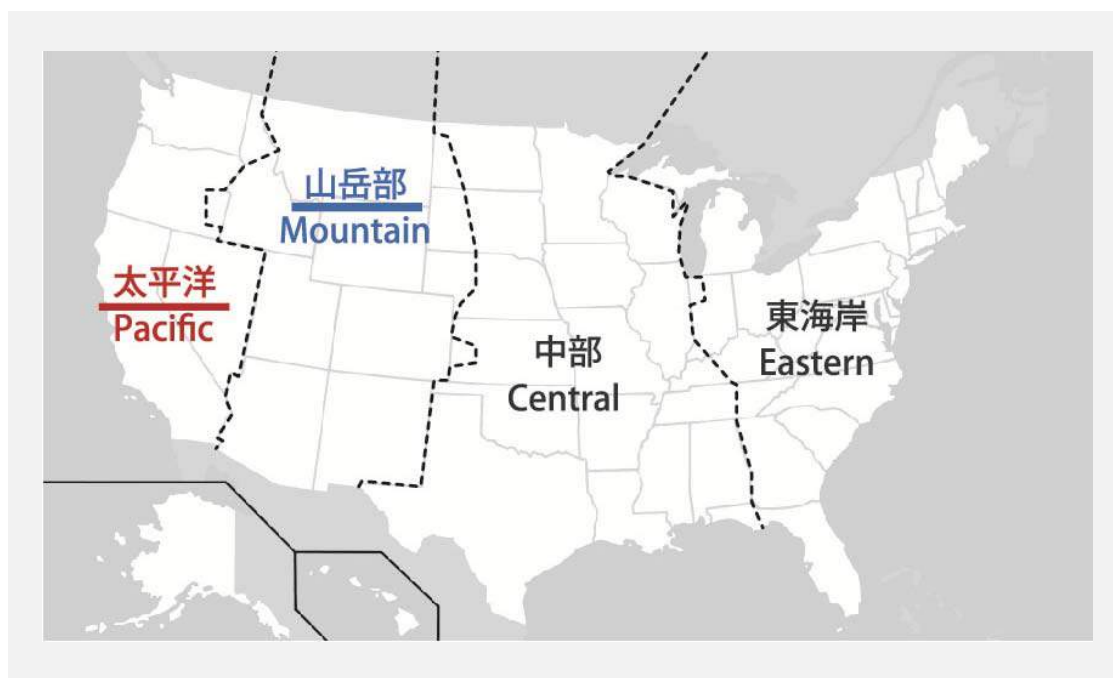 山岳部
Mountain
太平洋
Pacific
中部
Central
東海岸
Eastern